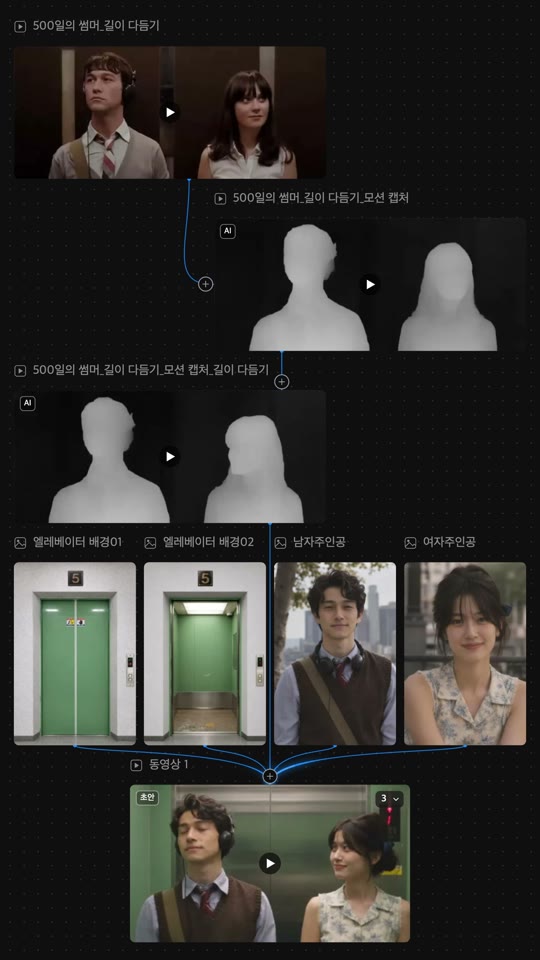 500일의 썸머_길이 다듬기
500일의 썸머_길이 다듬기_모션 캡처
AI
500일의 썸머_길이 다듬기_모션 캡처_길이 다듬기
AI
엘레베이터 배경01
엘레베이터 배경02
남자주인공
여자주인공
5
5
동영상 1
초안
3